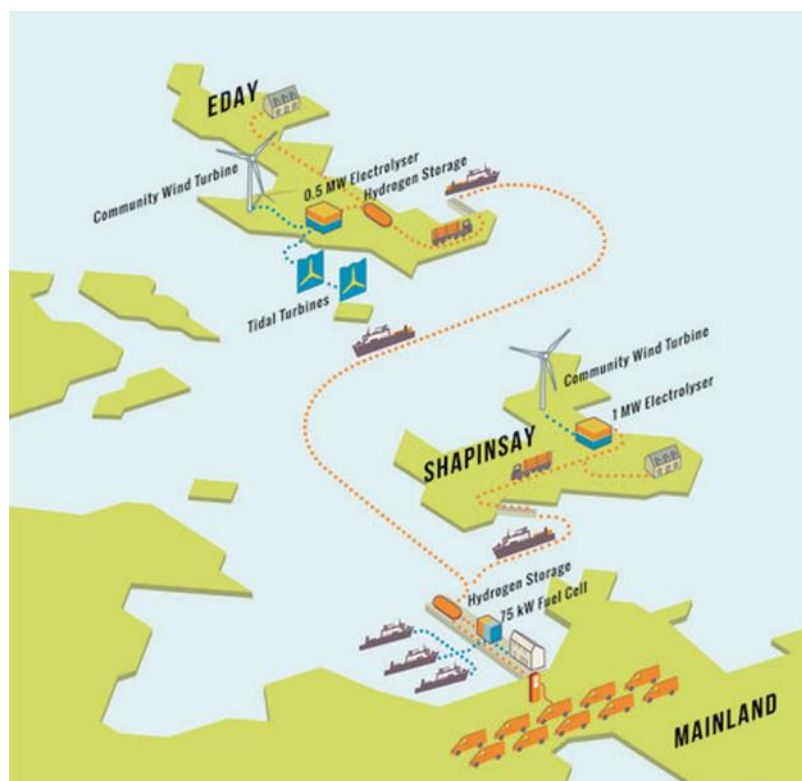 EDAY
Community Wind Turbine
0.5 MW Electrolyser
Hydrogen Storage
Tidal Turbines
Community Wind Turbine
1 MW Electrolyser
SHAPINSAY
Hydrogen Storage
75 kW Fuel Cell
MAINLAND